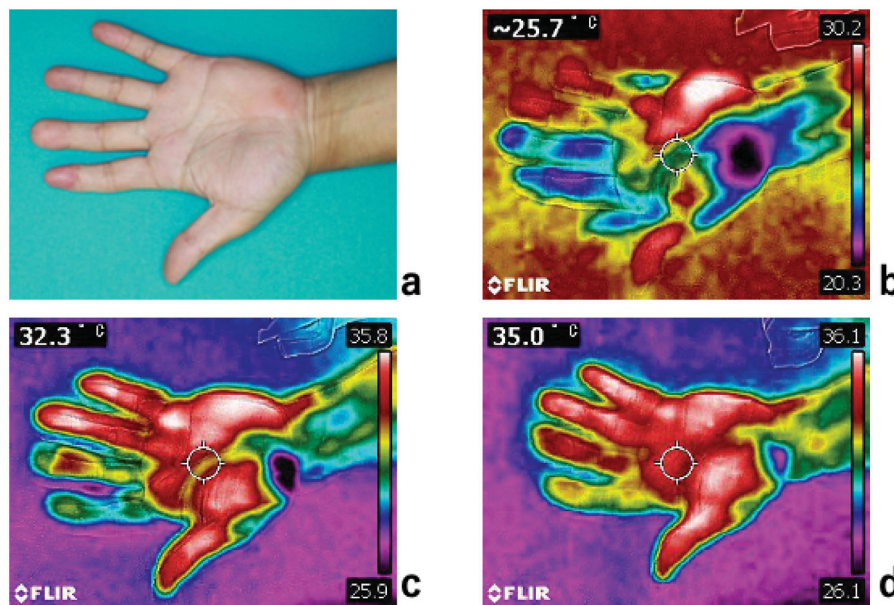 a
~25.7 ° C
30.2
20.3
◇FLIR
b
32.3 ° C
35.8
25.9
◇FLIR
c
35.0 ° C
36.1
26.1
◇FLIR
d